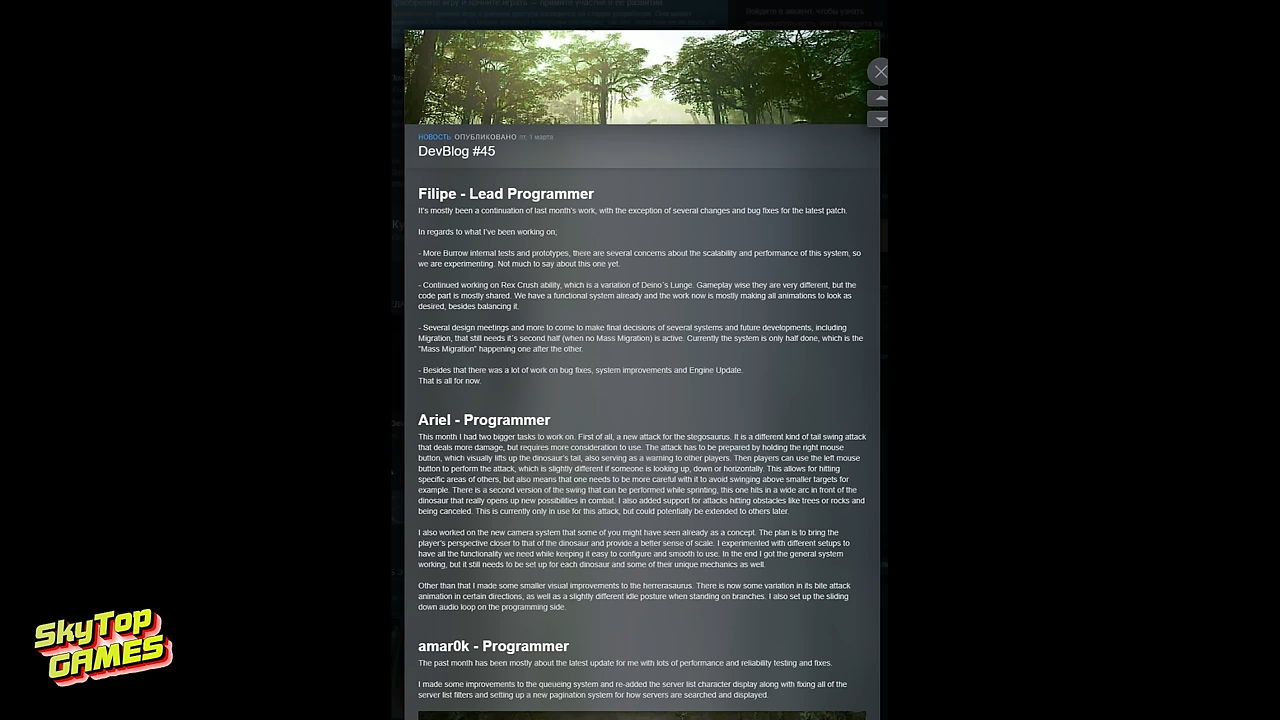 НОВОСТЬ ОПУБЛИКОВАНО от, 1 марта
DevBlog #45
Filipe - Lead Programmer
It's mostly been a continuation of last month's work, with the exception of several changes and bug fixes for the latest patch.
In regards to what I've been working on;
- More Burrow internal tests and prototypes, there are several concerns about the scalability and performance of this system, so
we are experimenting. Not much to say about this one yet.
- Continued working on Rex Crush ability, which is a variation of Deino´s Lunge. Gameplay wise they are very different, but the
code part is mostly shared. We have a functional system already and the work now is mostly making all animations to look as
desired, besides balancing it.
- Several design meetings and more to come to make final decisions of several systems and future developments, including
Migration, that still needs it´s second half (when no Mass Migration) is active. Currently the system is only half done, which is the
"Mass Migration" happening one after the other.
- Besides that there was a lot of work on bug fixes, system improvements and Engine Update.
That is all for now.
Ariel - Programmer
This month I had two bigger tasks to work on. First of all, a new attack for the stegosaurus. It is a different kind of tail swing attack
that deals more damage, but requires more consideration to use. The attack has to be prepared by holding the right mouse
button, which visually lifts up the dinosaur's tail, also serving as a warning to other players. Then players can use the left mouse
button to perform the attack, which is slightly different if someone is looking up, down or horizontally. This allows for hitting
specific areas of others, but also means that one needs to be more careful with it to avoid swinging above smaller targets for
example. There is a second version of the swing that can be performed while sprinting, this one hits in a wide arc in front of the
dinosaur that really opens up new possibilities in combat. I also added support for attacks hitting obstacles like trees or rocks and
being canceled. This is currently only in use for this attack, but could potentially be extended to others later.
I also worked on the new camera system that some of you might have seen already as a concept. The plan is to bring the
player's perspective closer to that of the dinosaur and provide a better sense of scale. I experimented with different setups to
have all the functionality we need while keeping it easy to configure and smooth to use. In the end I got the general system
working, but it still needs to be set up for each dinosaur and some of their unique mechanics as well.
Other than that I made some smaller visual improvements to the herrerasaurus. There is now some variation in its bite attack
animation in certain directions, as well as a slightly different idle posture when standing on branches. I also set up the sliding
down audio loop on the programming side.
amar0k - Programmer
The past month has been mostly about the latest update for me with lots of performance and reliability testing and fixes.
I made some improvements to the queueing system and re-added the server list character display along with fixing all of the
server list filters and setting up a new pagination system for how servers are searched and displayed.
SkyTop
GAMES